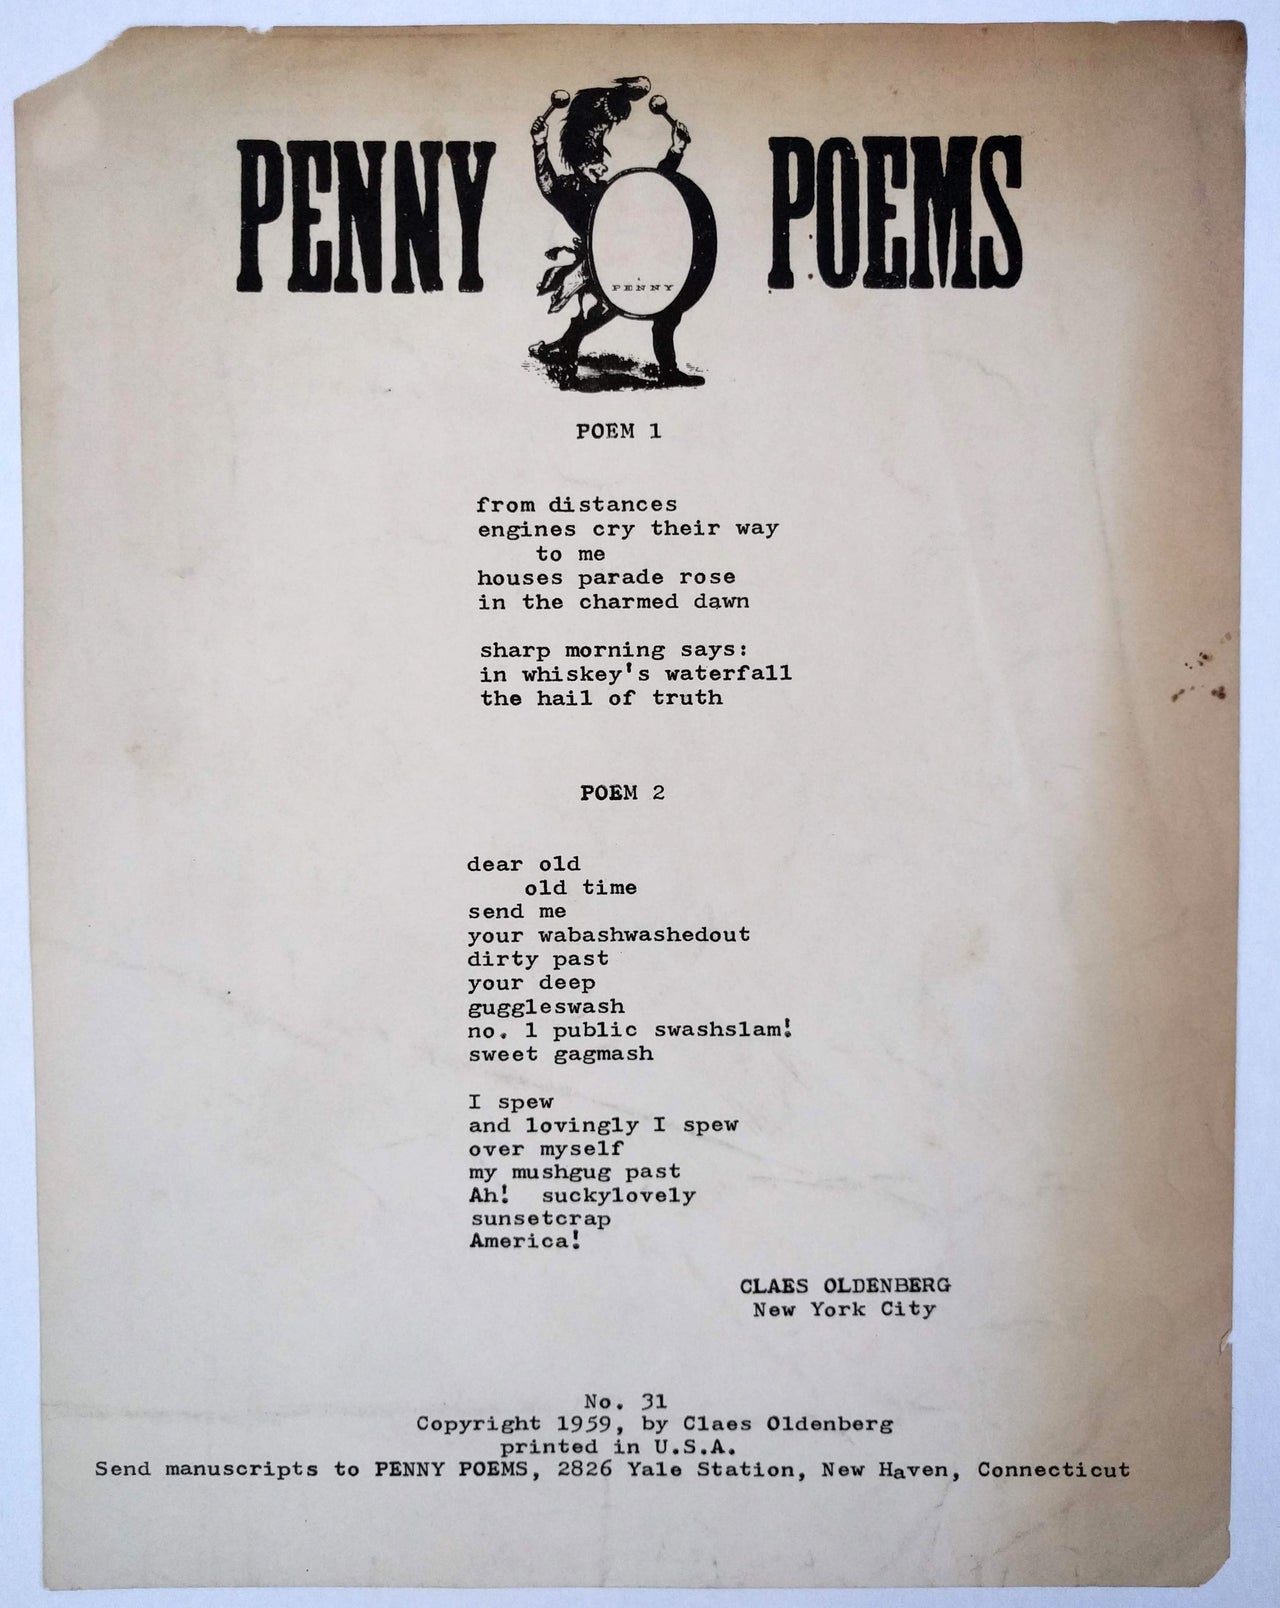 PENNY POEMS
PENNY
POEM 1
from distances
engines cry their way
to me
houses parade rose
in the charmed dawn
sharp morning says:
in whiskey's waterfall
the hail of truth
POEM 2
dear old
old time
send me
your wabashwashedout
dirty past
your deep
guggleswash
no. 1 public swashslam!
sweet gagmash
I spew
and lovingly I spew
over myself
my mushgug past
Ah!  suckylovely
sunsetcrap
America!
CLAES OLDENBERG
New York City
No. 31
Copyright 1959, by Claes Oldenberg
printed in U.S.A.
Send manuscripts to PENNY POEMS, 2826 Yale Station, New Haven, Connecticut